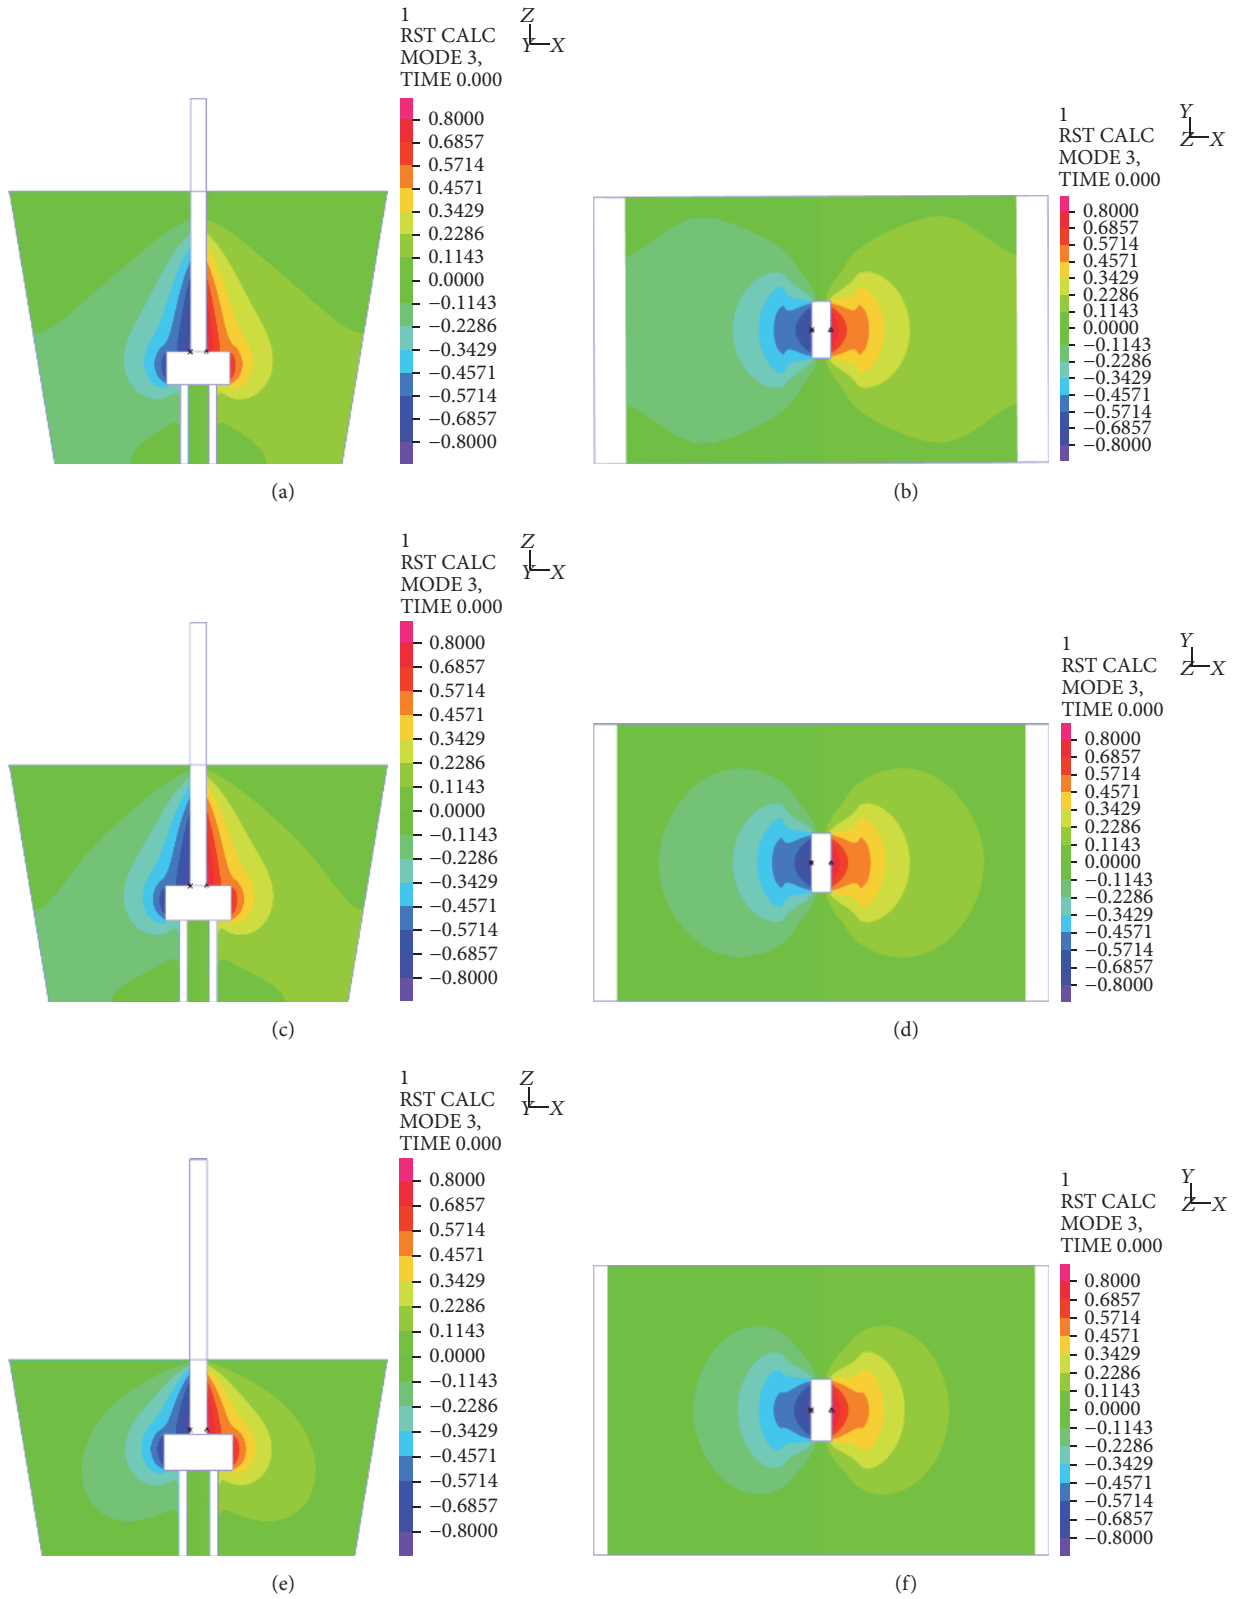 1
RST CALC
MODE 3,
TIME 0.000
Z
Y X
0.8000
0.6857
0.5714
0.4571
0.3429
0.2286
0.1143
0.0000
−0.1143
−0.2286
−0.3429
−0.4571
−0.5714
−0.6857
−0.8000
(a)
1
RST CALC
MODE 3,
TIME 0.000
Y
Z X
0.8000
0.6857
0.5714
0.4571
0.3429
0.2286
0.1143
0.0000
−0.1143
−0.2286
−0.3429
−0.4571
−0.5714
−0.6857
−0.8000
(b)
1
RST CALC
MODE 3,
TIME 0.000
Z
Y X
0.8000
0.6857
0.5714
0.4571
0.3429
0.2286
0.1143
0.0000
−0.1143
−0.2286
−0.3429
−0.4571
−0.5714
−0.6857
−0.8000
(c)
1
RST CALC
MODE 3,
TIME 0.000
Y
Z X
0.8000
0.6857
0.5714
0.4571
0.3429
0.2286
0.1143
0.0000
−0.1143
−0.2286
−0.3429
−0.4571
−0.5714
−0.6857
−0.8000
(d)
1
RST CALC
MODE 3,
TIME 0.000
Z
Y X
0.8000
0.6857
0.5714
0.4571
0.3429
0.2286
0.1143
0.0000
−0.1143
−0.2286
−0.3429
−0.4571
−0.5714
−0.6857
−0.8000
(e)
1
RST CALC
MODE 3,
TIME 0.000
Y
Z X
0.8000
0.6857
0.5714
0.4571
0.3429
0.2286
0.1143
0.0000
−0.1143
−0.2286
−0.3429
−0.4571
−0.5714
−0.6857
−0.8000
(f)